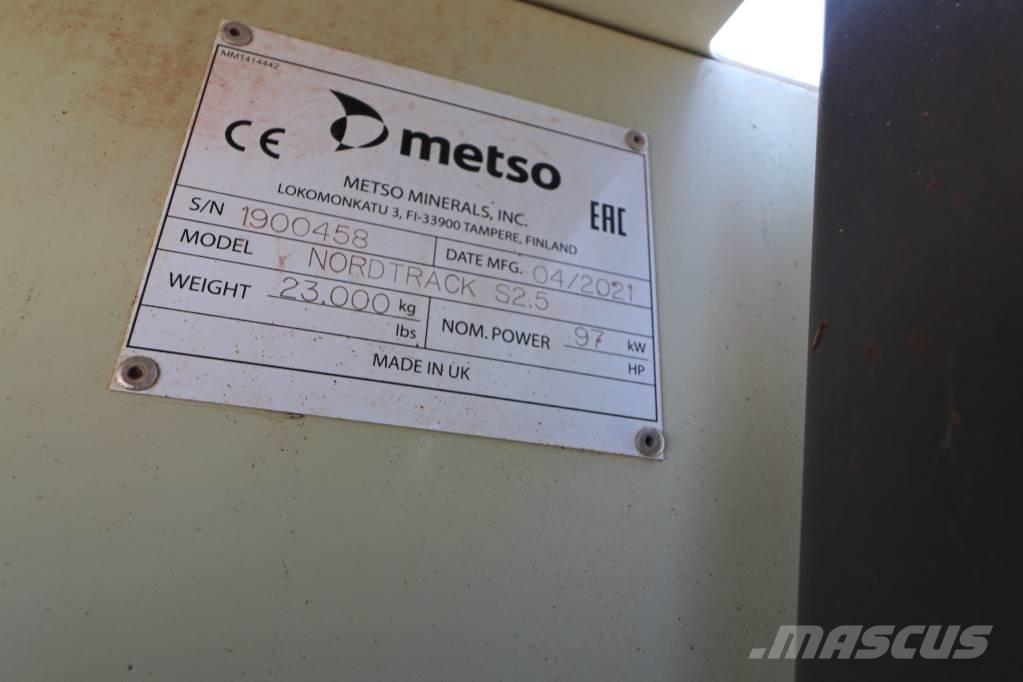 MM1414442
CE metso
METSO MINERALS, INC.
LOKOMONKATU 3, FI-33900 TAMPERE, FINLAND
EAC
S/N 1900458 DATE MFG. 04/2021
MODEL NORDTRACK S2.5
WEIGHT 23.000 kg NOM. POWER 97 kW
lbs HP
MADE IN UK
.MASCUS